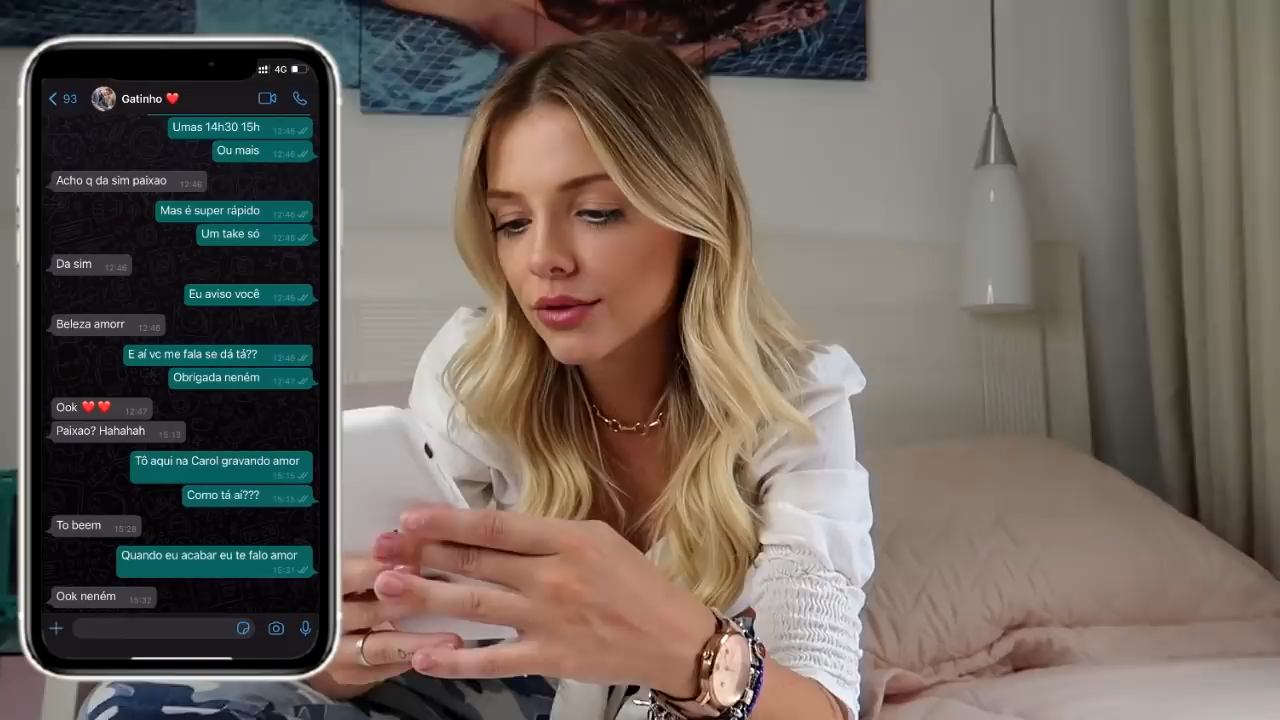 4G
93
Gatinho ❤️
Umas 14h30 15h 12:46
Ou mais 12:46
Acho q da sim paixao 12:46
Mas é super rápido 12:46
Um take só 12:46
Da sim 12:46
Eu aviso você 12:46
Beleza amorr 12:46
E aí vc me fala se dá tá?? 12:46
Obrigada neném 12:47
Ook ❤️❤️ 12:47
Paixao? Hahahah 15:13
Tô aqui na Carol gravando amor
15:15
Como tá aí??? 15:15
To beem 15:28
Quando eu acabar eu te falo amor
15:31
Ook neném 15:32